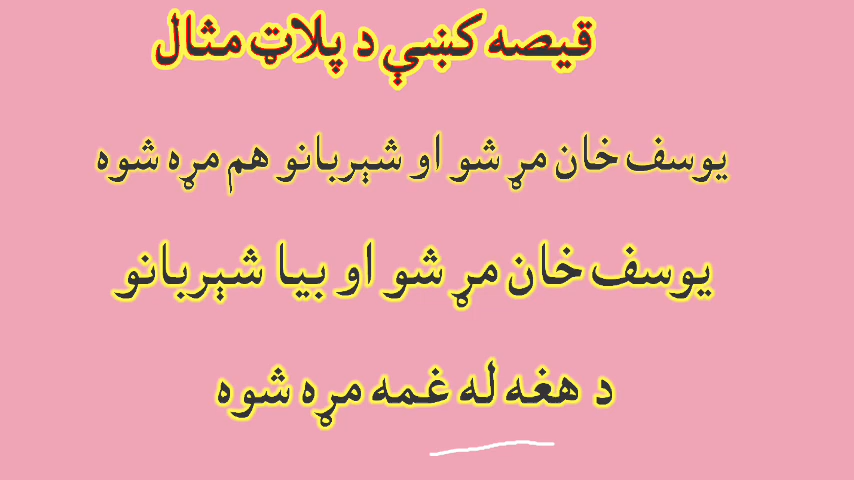 قیصه کښې د پلاټ مثال
یوسف خان مړ شو او شېربانو هم مړه شوه
یوسف خان مړ شو او بیا شېربانو
د هغه له غمه مړه شوه